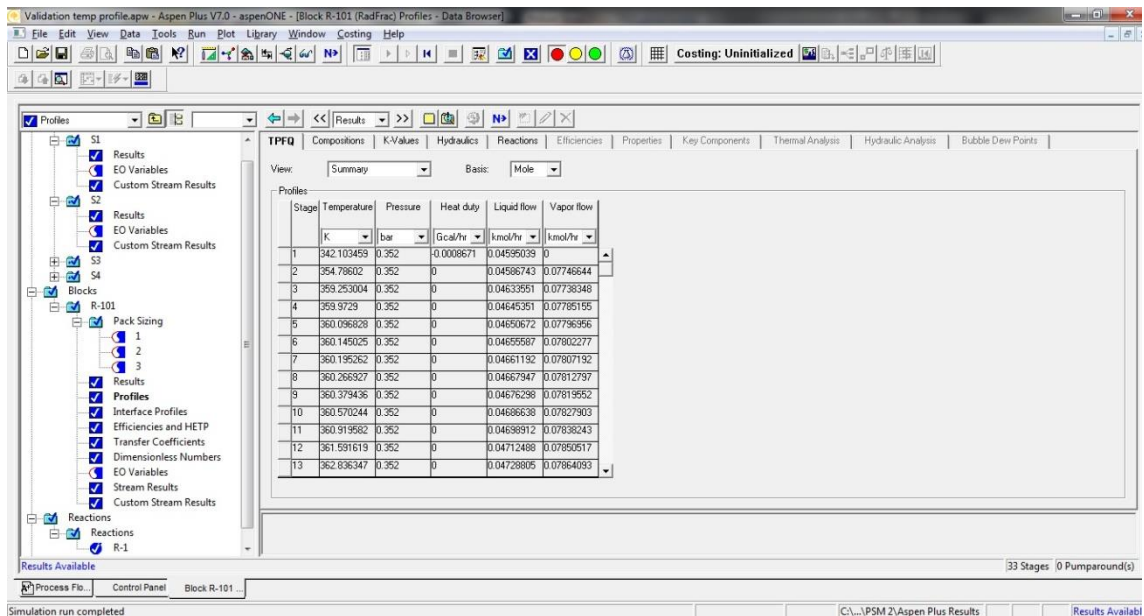 Validation temp profile.apw - Aspen Plus V7.0 - aspenONE - [Block R-101 (RadFrac) Profiles - Data Browser]
File Edit View Data Tools Run Plot Library Window Costing Help
N> Costing: Uninitialized
Profiles << Results >> N>
S1
Results
EO Variables
Custom Stream Results
S2
Results
EO Variables
Custom Stream Results
S3
S4
Blocks
R-101
Pack Sizing
1
2
3
Results
Profiles
Interface Profiles
Efficiencies and HETP
Transfer Coefficients
Dimensionless Numbers
EO Variables
Stream Results
Custom Stream Results
Reactions
Reactions
R-1
TPFQ Compositions K-Values Hydraulics Reactions Efficiencies Properties Key Components Thermal Analysis Hydraulic Analysis Bubble Dew Points
View: Summary Basis: Mole
Profiles
Stage Temperature Pressure Heat duty Liquid flow Vapor flow
K bar Gcal/hr kmol/hr kmol/hr
1 342.103459 0.352 -0.0008671 0.04595039 0
2 354.78602 0.352 0 0.04586743 0.07746644
3 359.253004 0.352 0 0.04633551 0.07738348
4 359.9729 0.352 0 0.04645351 0.07785155
5 360.096828 0.352 0 0.04650672 0.07796956
6 360.145025 0.352 0 0.04655587 0.07802277
7 360.195262 0.352 0 0.04661192 0.07807192
8 360.266927 0.352 0 0.04667947 0.07812797
9 360.379436 0.352 0 0.04676298 0.07819552
10 360.570244 0.352 0 0.04686638 0.07827903
11 360.919582 0.352 0 0.04698912 0.07838243
12 361.591619 0.352 0 0.04712488 0.07850517
13 362.836347 0.352 0 0.04728805 0.07864093
Results Available 33 Stages 0 Pumparound(s)
Process Flo... Control Panel Block R-101 ...
Simulation run completed C:\...\PSM 2\Aspen Plus Results Results Availab